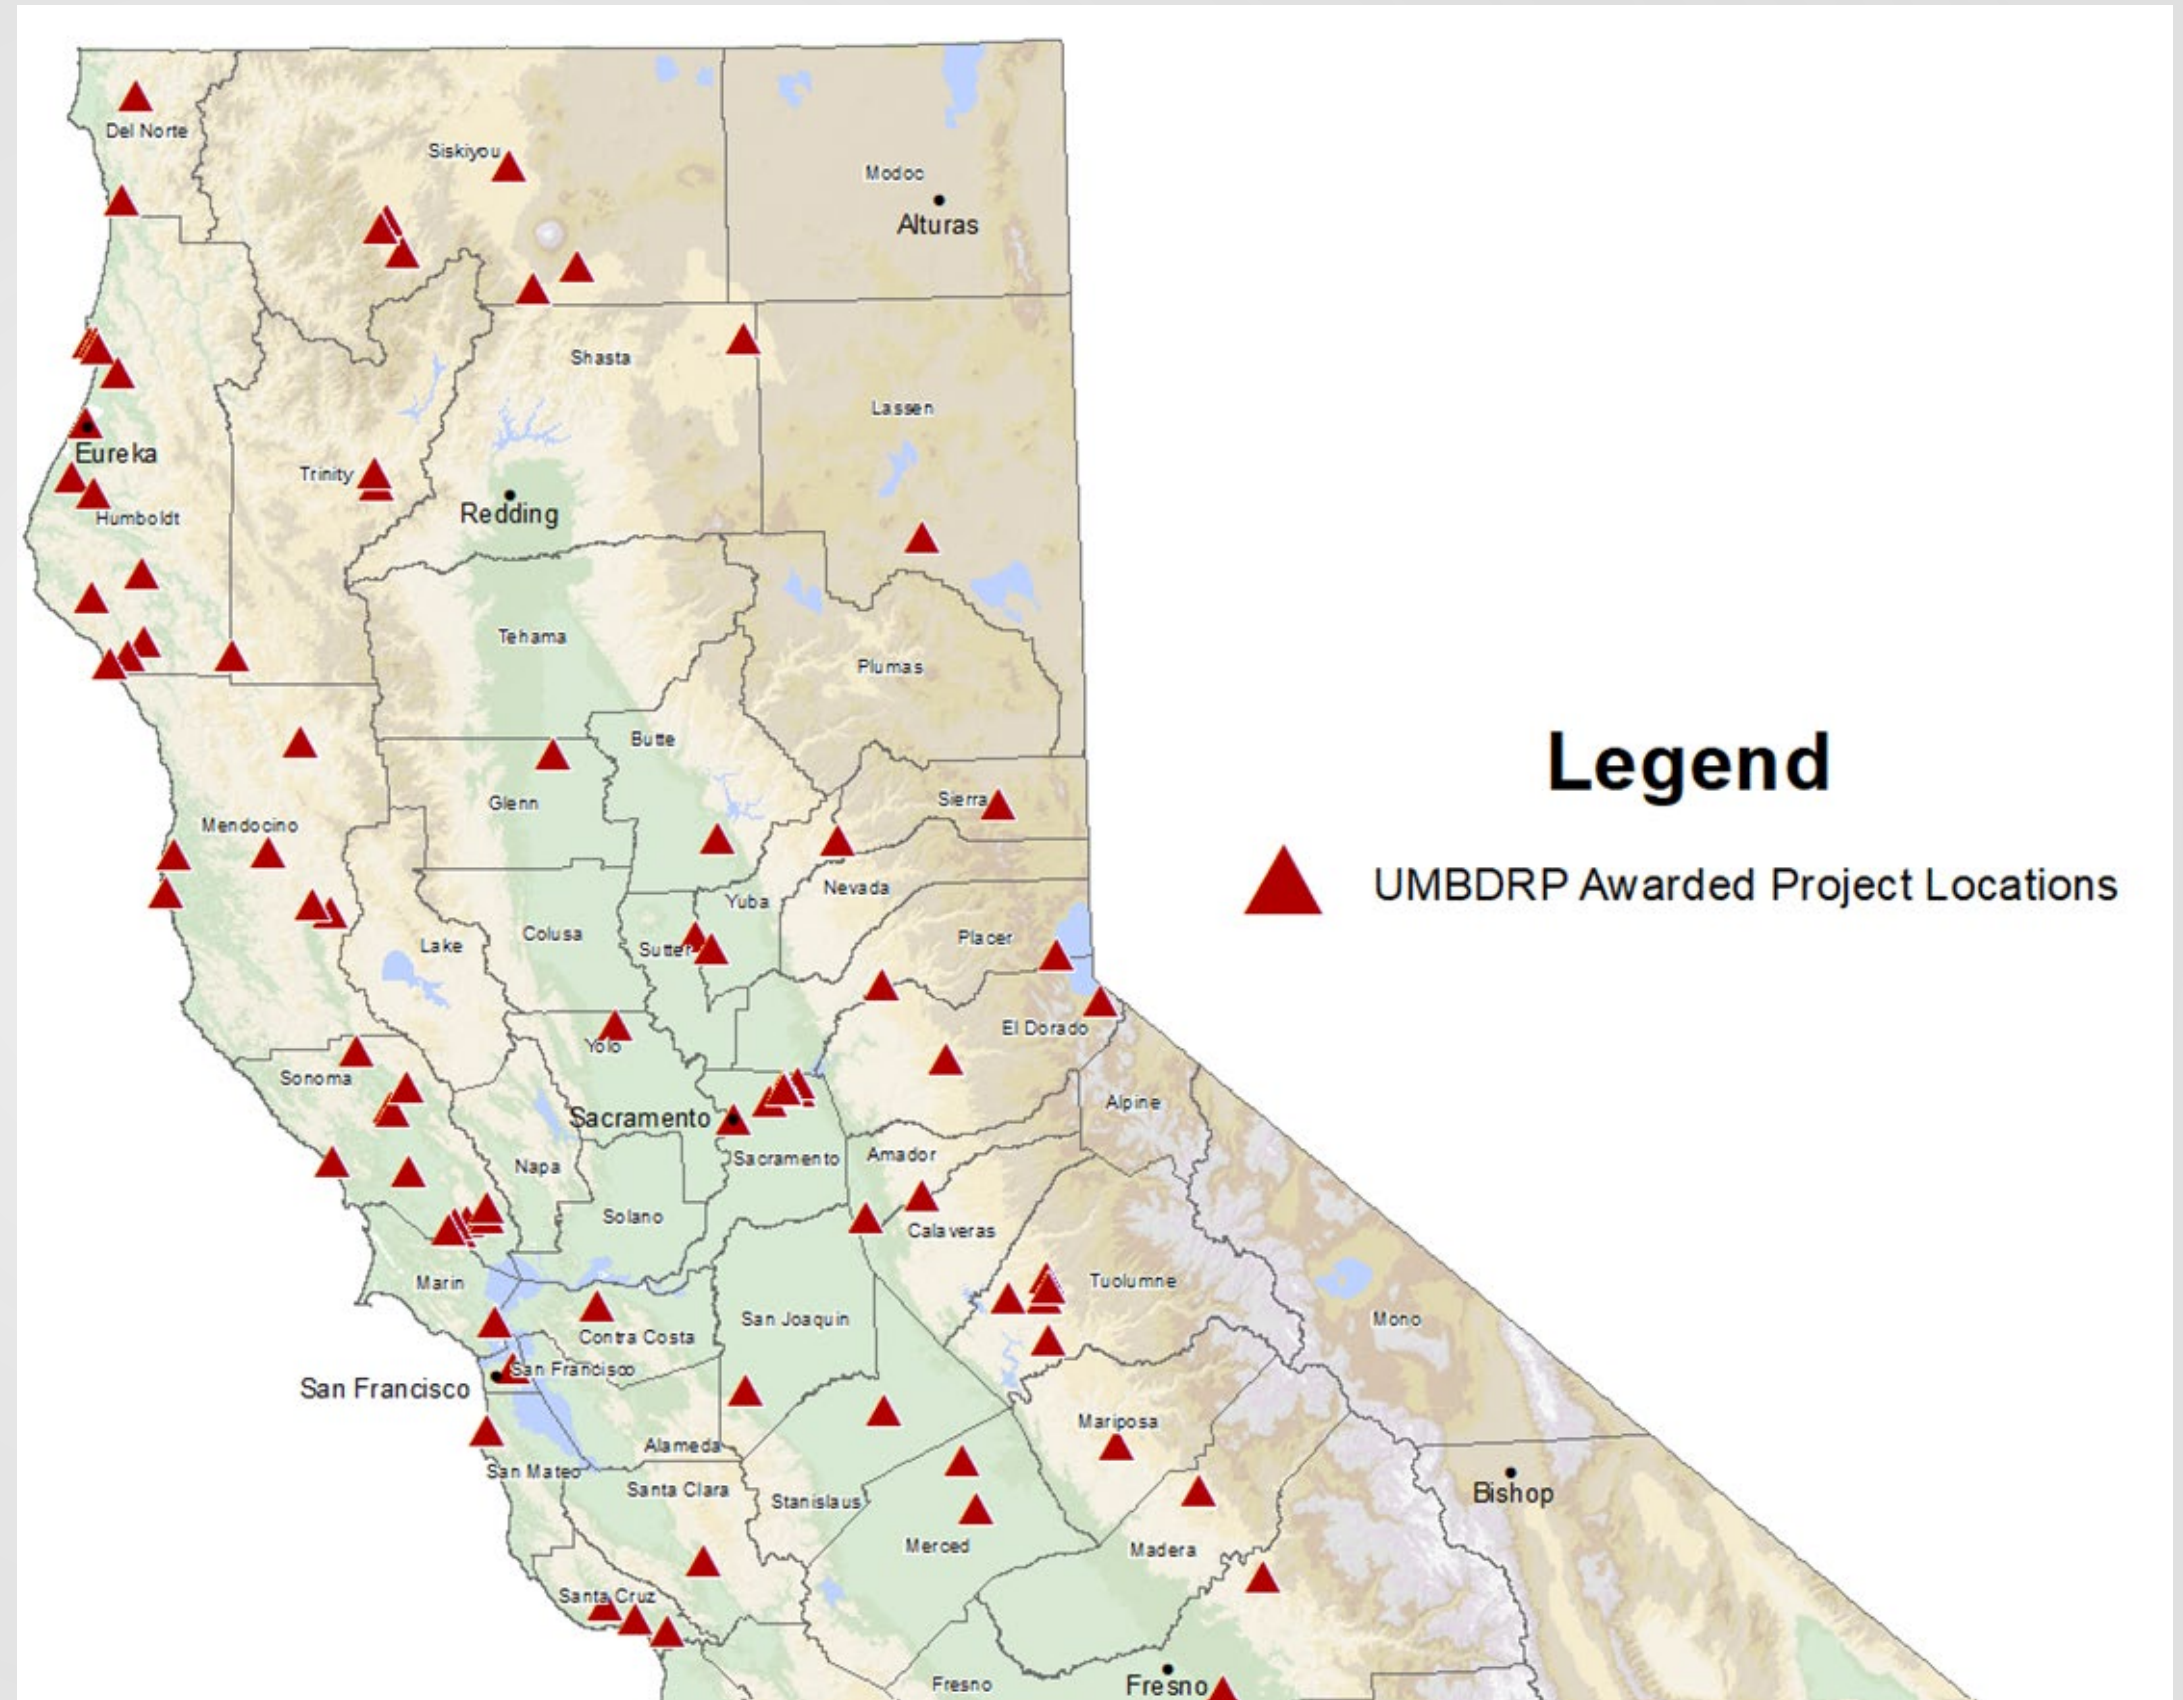 Del Norte
Siskiyou
Modoc
Alturas
Shasta
Lassen
Eureka
Trinity
Redding
Humboldt
Tehama
Plumas
Butte
Legend
Sierra
Glenn
Mendocino
UMBDRP Awarded Project Locations
Nevada
Yuba
Colusa
Placer
Lake
Sutter
El Dorado
Yolo
Sonoma
Alpine
Sacramento
Amador
Sacramento
Napa
Solano
Calaveras
Marin
Tuolumne
San Joaquin
Mono
Contra Costa
San Francisco
San Francisco
Mariposa
Alameda
San Mateo
Santa Clara
Bishop
Stanislaus
Merced
Madera
Santa Cruz
Fresno
Fresno